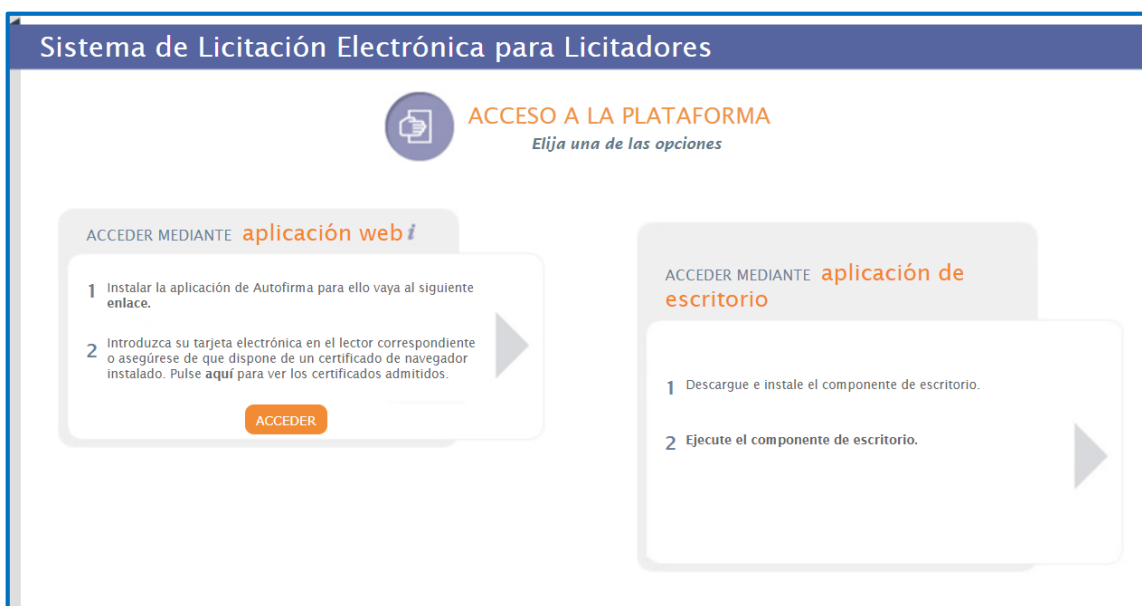 Sistema de Licitación Electrónica para Licitadores
ACCESO A LA PLATAFORMA
Elija una de las opciones
ACCEDER MEDIANTE aplicación web i
1 Instalar la aplicación de Autofirma para ello vaya al siguiente
enlace.
2 Introduzca su tarjeta electrónica en el lector correspondiente
o asegúrese de que dispone de un certificado de navegador
instalado. Pulse aquí para ver los certificados admitidos.
ACCEDER
ACCEDER MEDIANTE aplicación de
escritorio
1 Descargue e instale el componente de escritorio.
2 Ejecute el componente de escritorio.